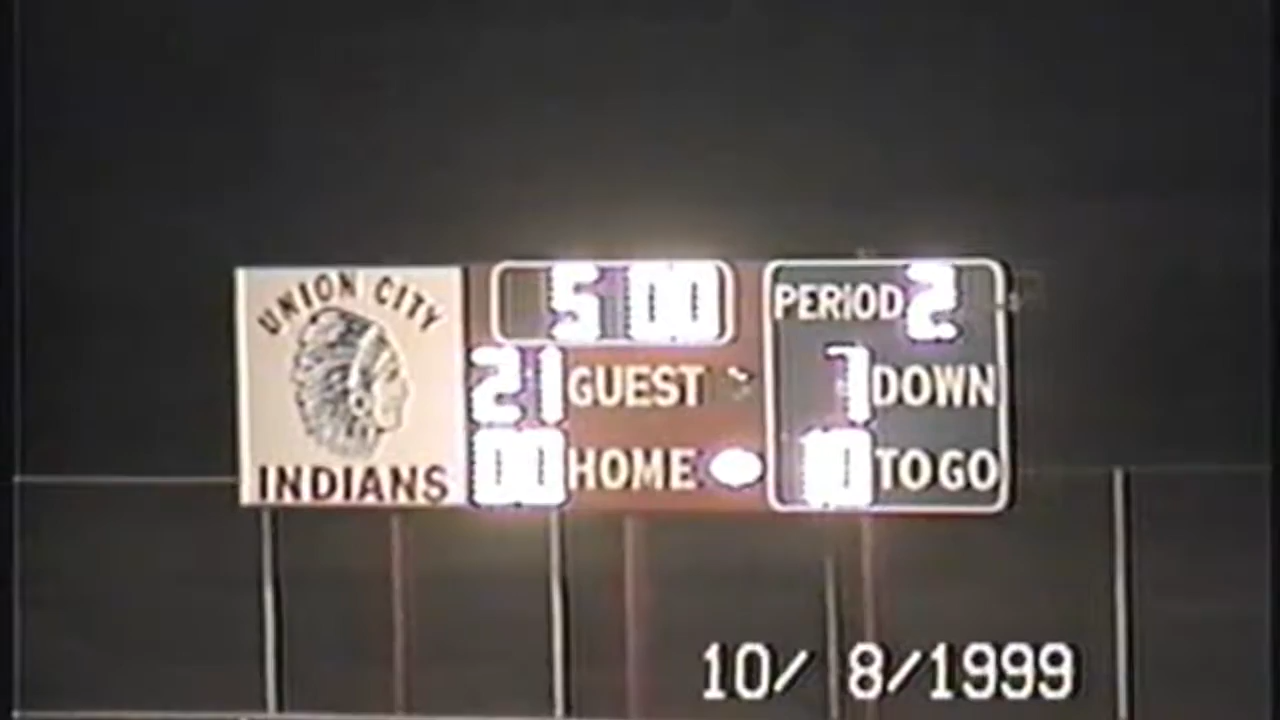 UNION CITY
INDIANS
5 00
21 GUEST
00 HOME
PERIOD 2
1 DOWN
10 TO GO
10/ 8/1999